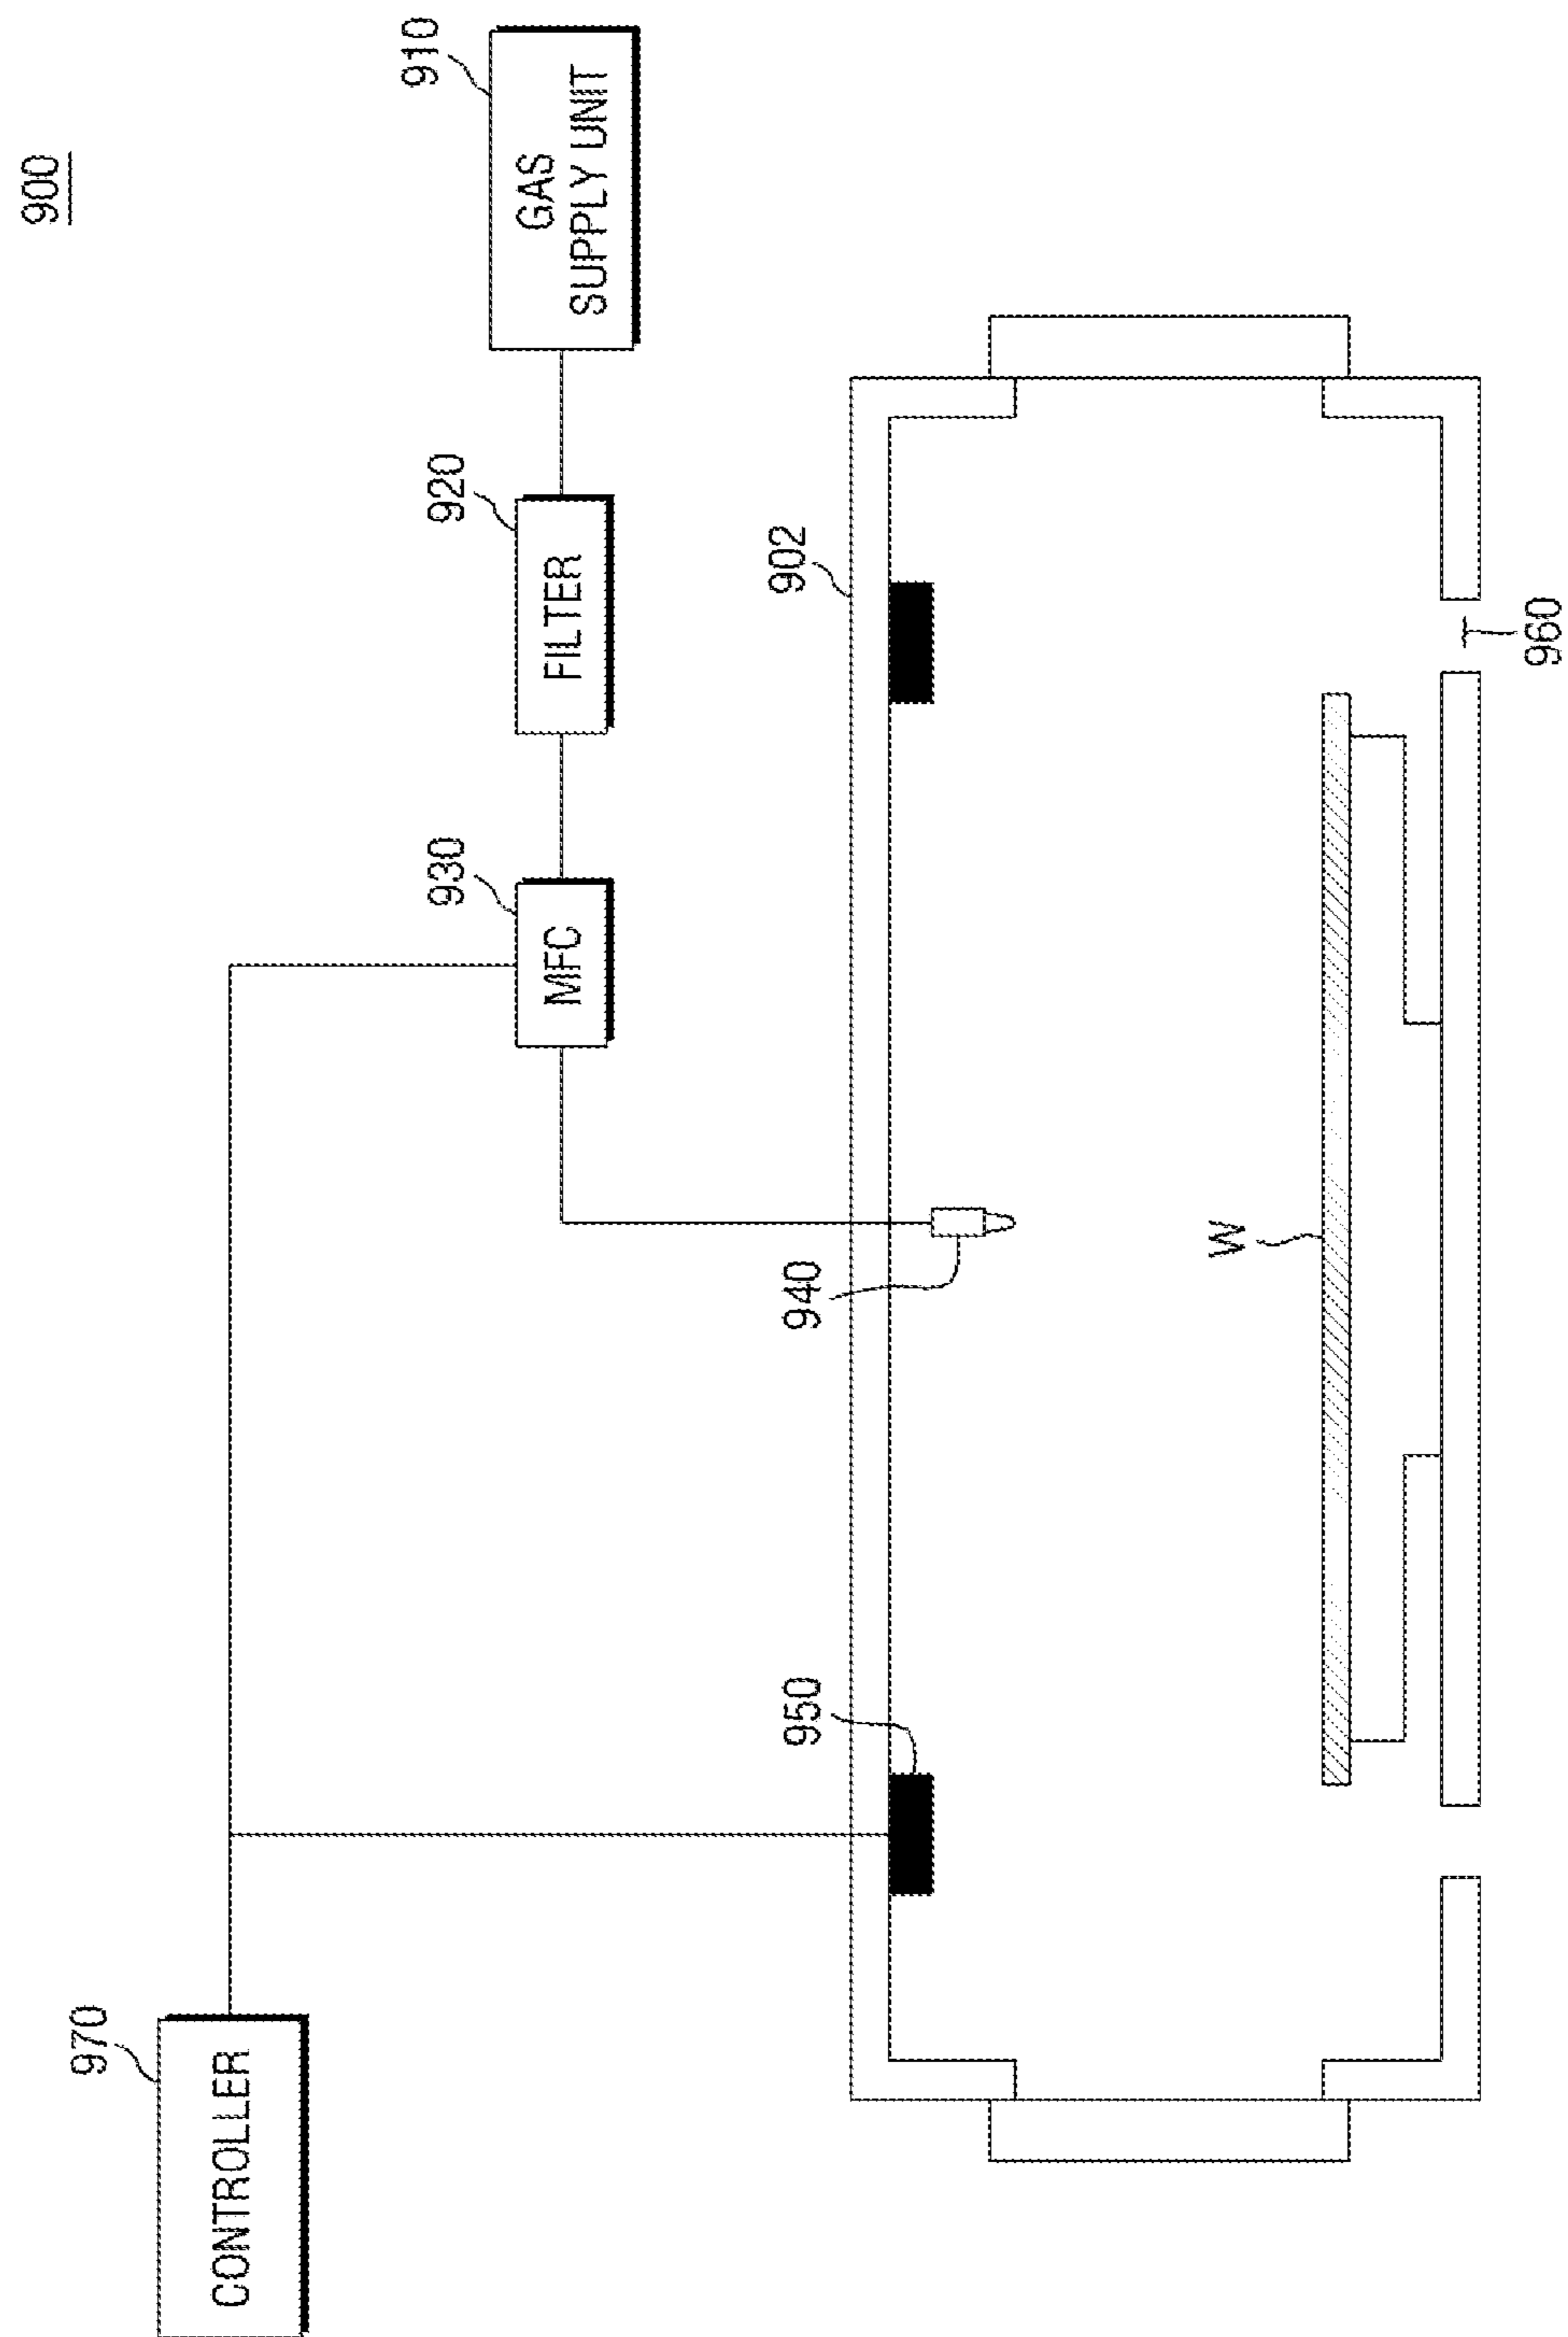 900
970
CONTROLLER
910
GAS
SUPPLY UNIT
920
FILTER
930
MFC
902
940
950
W
960